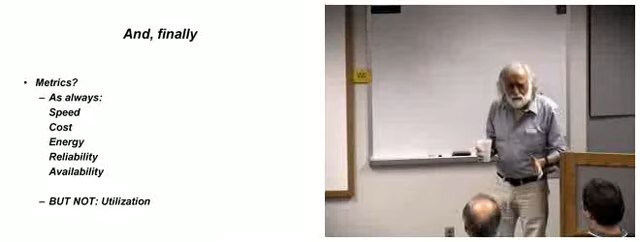 And, finally
• Metrics?
– As always:
Speed
Cost
Energy
Reliability
Availability
– BUT NOT: Utilization